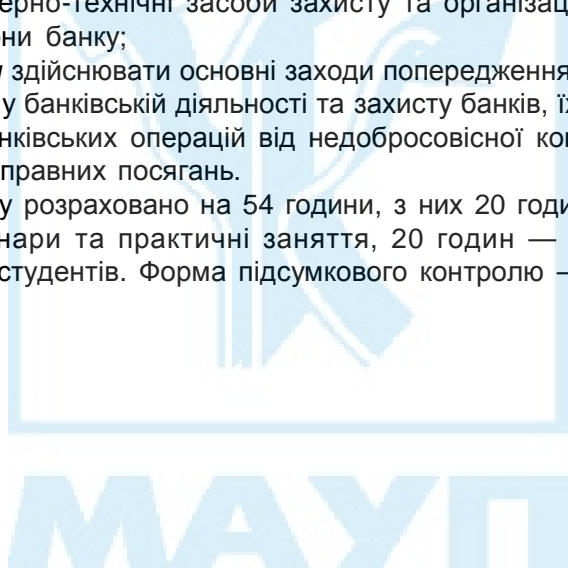 ерно-технічні засоби захисту та організац
ни банку;
здійснювати основні заходи попередження
у банківській діяльності та захисту банків, їх
нківських операцій від недобросовісної ко
правних посягань.
у розраховано на 54 години, з них 20 годи
нари та практичні заняття, 20 годин —
студентів. Форма підсумкового контролю –
МАУП